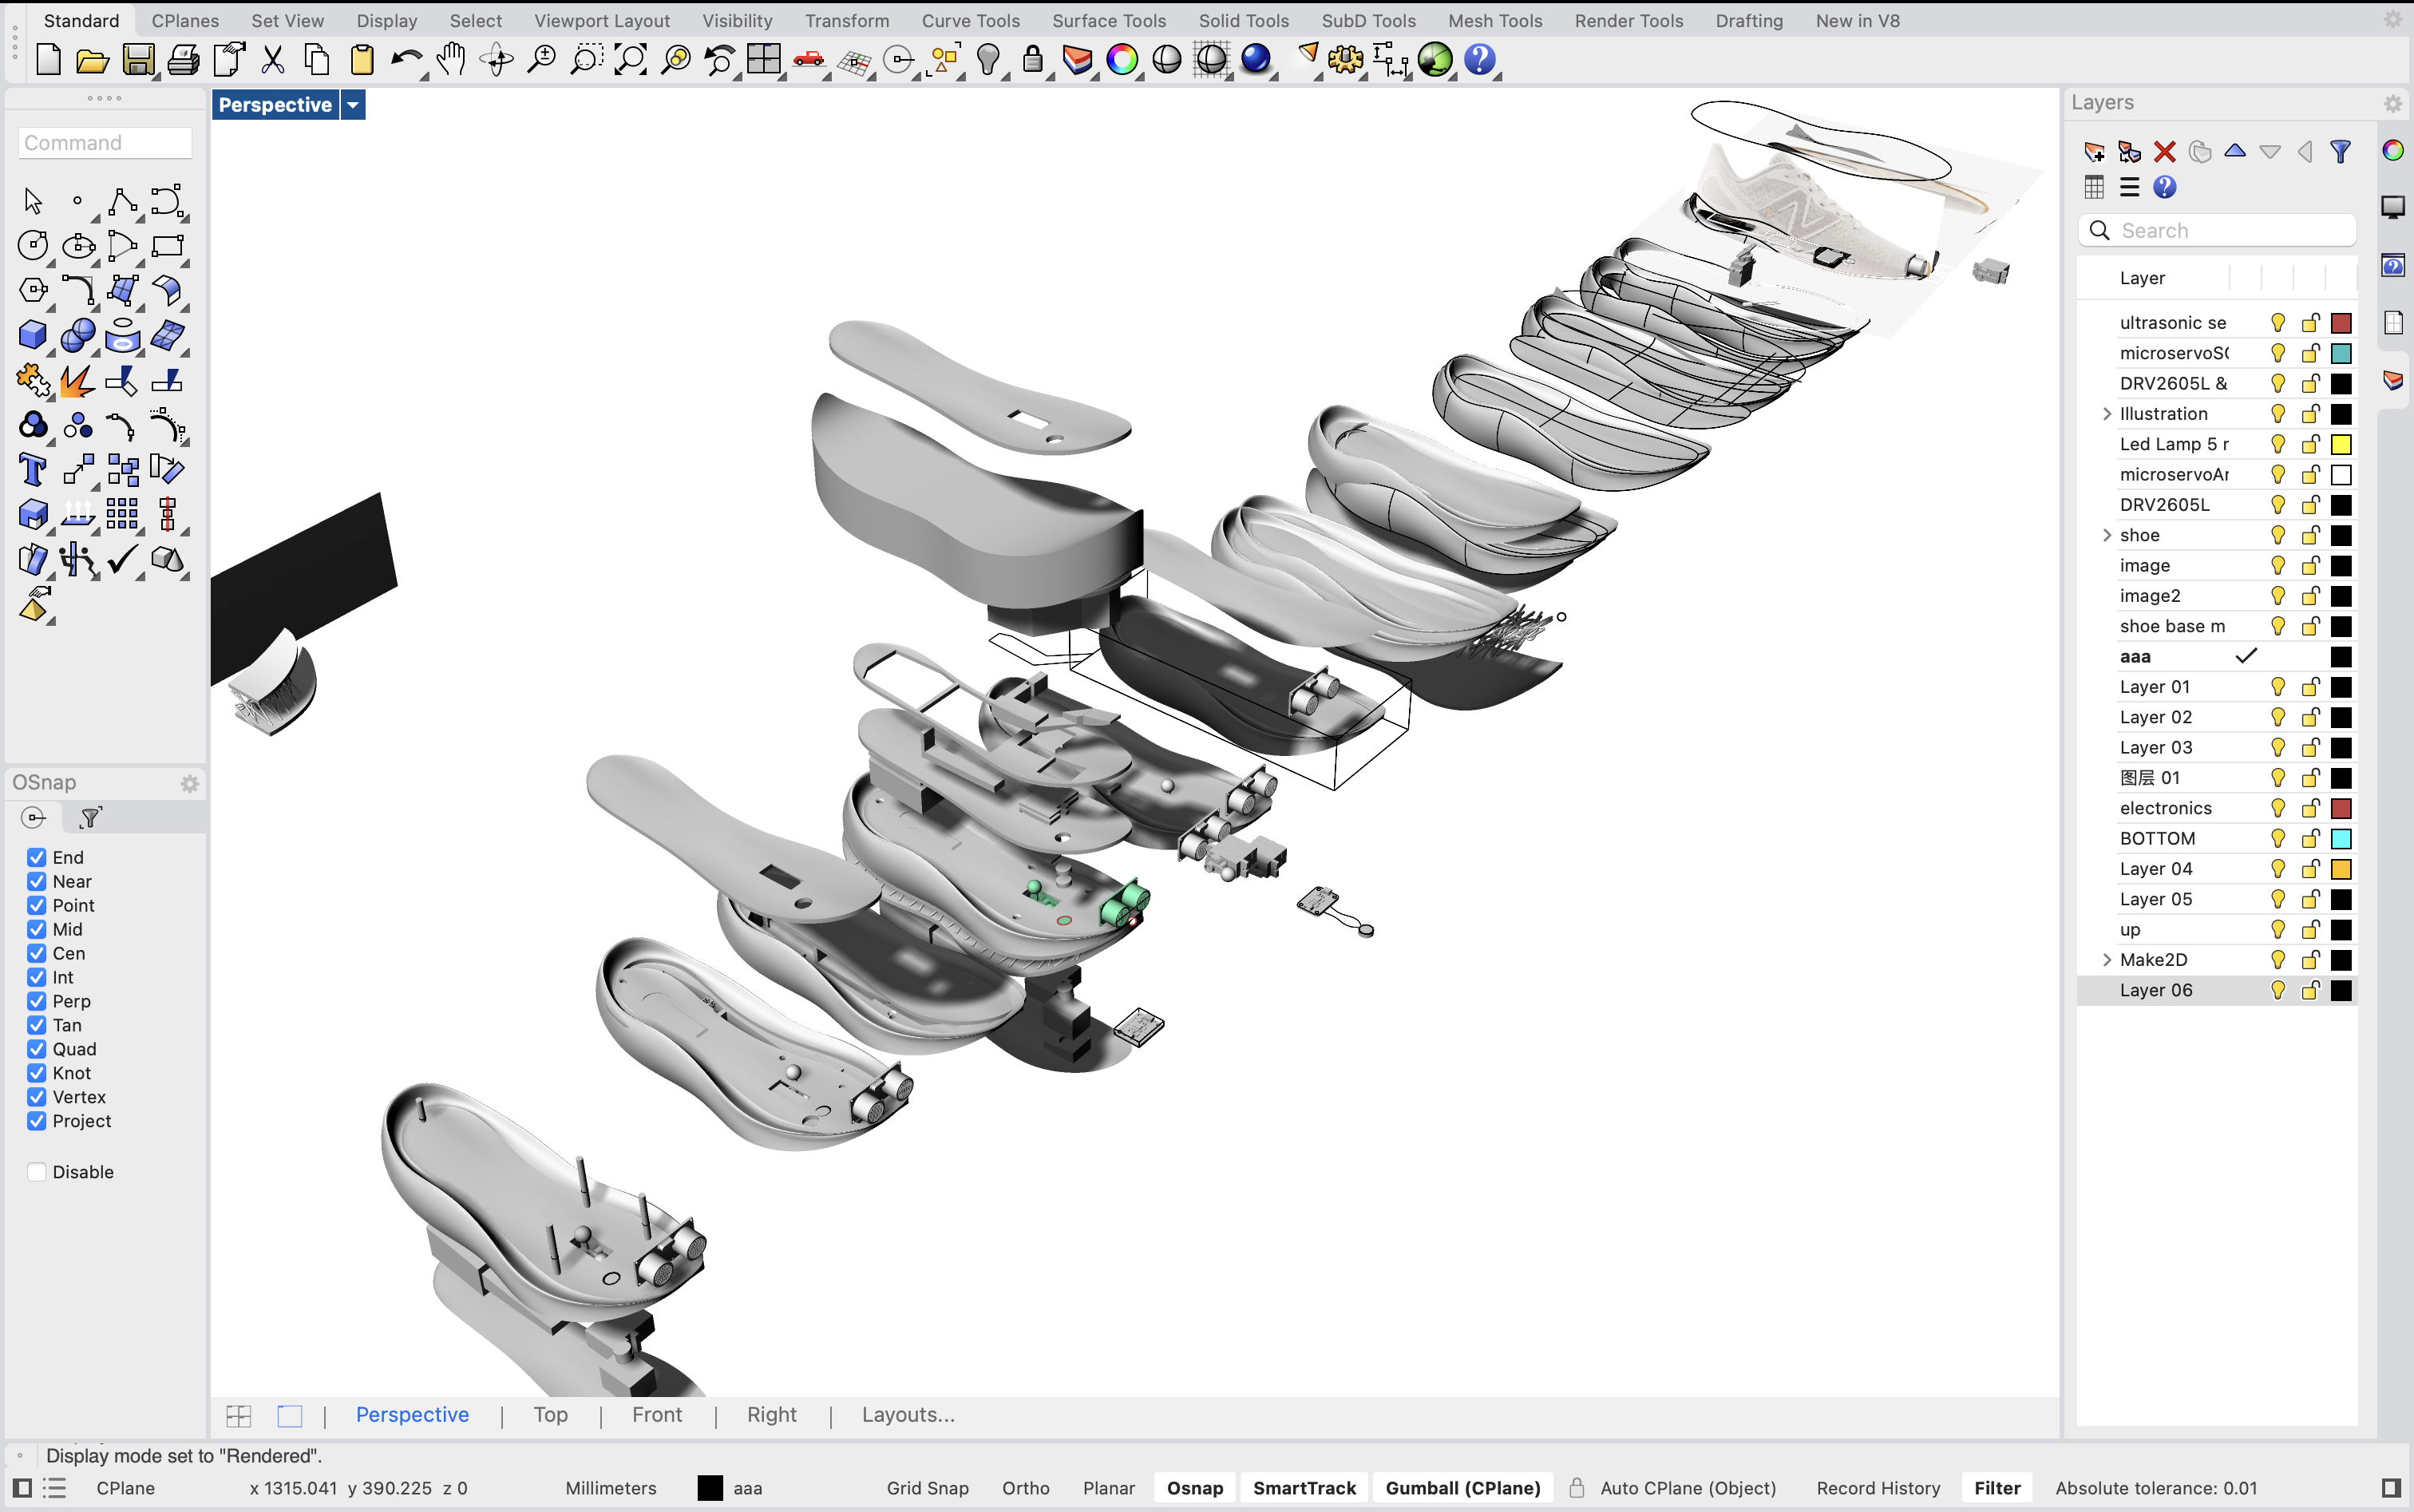 Standard CPlanes Set View Display Select Viewport Layout Visibility Transform Curve Tools Surface Tools Solid Tools SubD Tools Mesh Tools Render Tools Drafting New in V8
Perspective
Command
OSnap
End
Near
Point
Mid
Cen
Int
Perp
Tan
Quad
Knot
Vertex
Project
Disable
Layers
Search
Layer
ultrasonic se
microservoS
DRV2605L &
Illustration
Led Lamp 5 r
microservoAr
DRV2605L
shoe
image
image2
shoe base m
aaa
Layer 01
Layer 02
Layer 03
图层 01
electronics
BOTTOM
Layer 04
Layer 05
up
Make2D
Layer 06
Perspective | Top | Front | Right | Layouts...
Display mode set to "Rendered".
CPlane x 1315.041 y 390.225 z 0 Millimeters aaa Grid Snap Ortho Planar Osnap SmartTrack Gumball (CPlane) Auto CPlane (Object) Record History Filter Absolute tolerance: 0.01